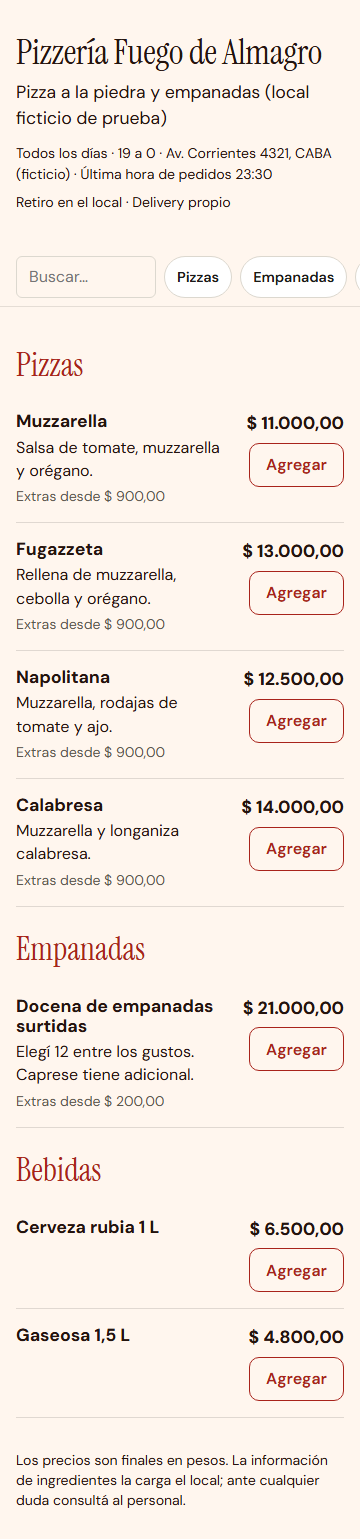 Pizzería Fuego de Almagro
Pizza a la piedra y empanadas (local
ficticio de prueba)
Todos los días · 19 a 0 · Av. Corrientes 4321, CABA
(ficticio) · Última hora de pedidos 23:30
Retiro en el local · Delivery propio
Buscar...
Pizzas
Empanadas
Pizzas
Muzzarella
$ 11.000,00
Salsa de tomate, muzzarella
y orégano.
Agregar
Extras desde $ 900,00
Fugazzeta
$ 13.000,00
Rellena de muzzarella,
cebolla y orégano.
Agregar
Extras desde $ 900,00
Napolitana
$ 12.500,00
Muzzarella, rodajas de
tomate y ajo.
Agregar
Extras desde $ 900,00
Calabresa
$ 14.000,00
Muzzarella y longaniza
calabresa.
Agregar
Extras desde $ 900,00
Empanadas
Docena de empanadas
surtidas
$ 21.000,00
Elegí 12 entre los gustos.
Caprese tiene adicional.
Agregar
Extras desde $ 200,00
Bebidas
Cerveza rubia 1 L
$ 6.500,00
Agregar
Gaseosa 1,5 L
$ 4.800,00
Agregar
Los precios son finales en pesos. La información
de ingredientes la carga el local; ante cualquier
duda consultá al personal.